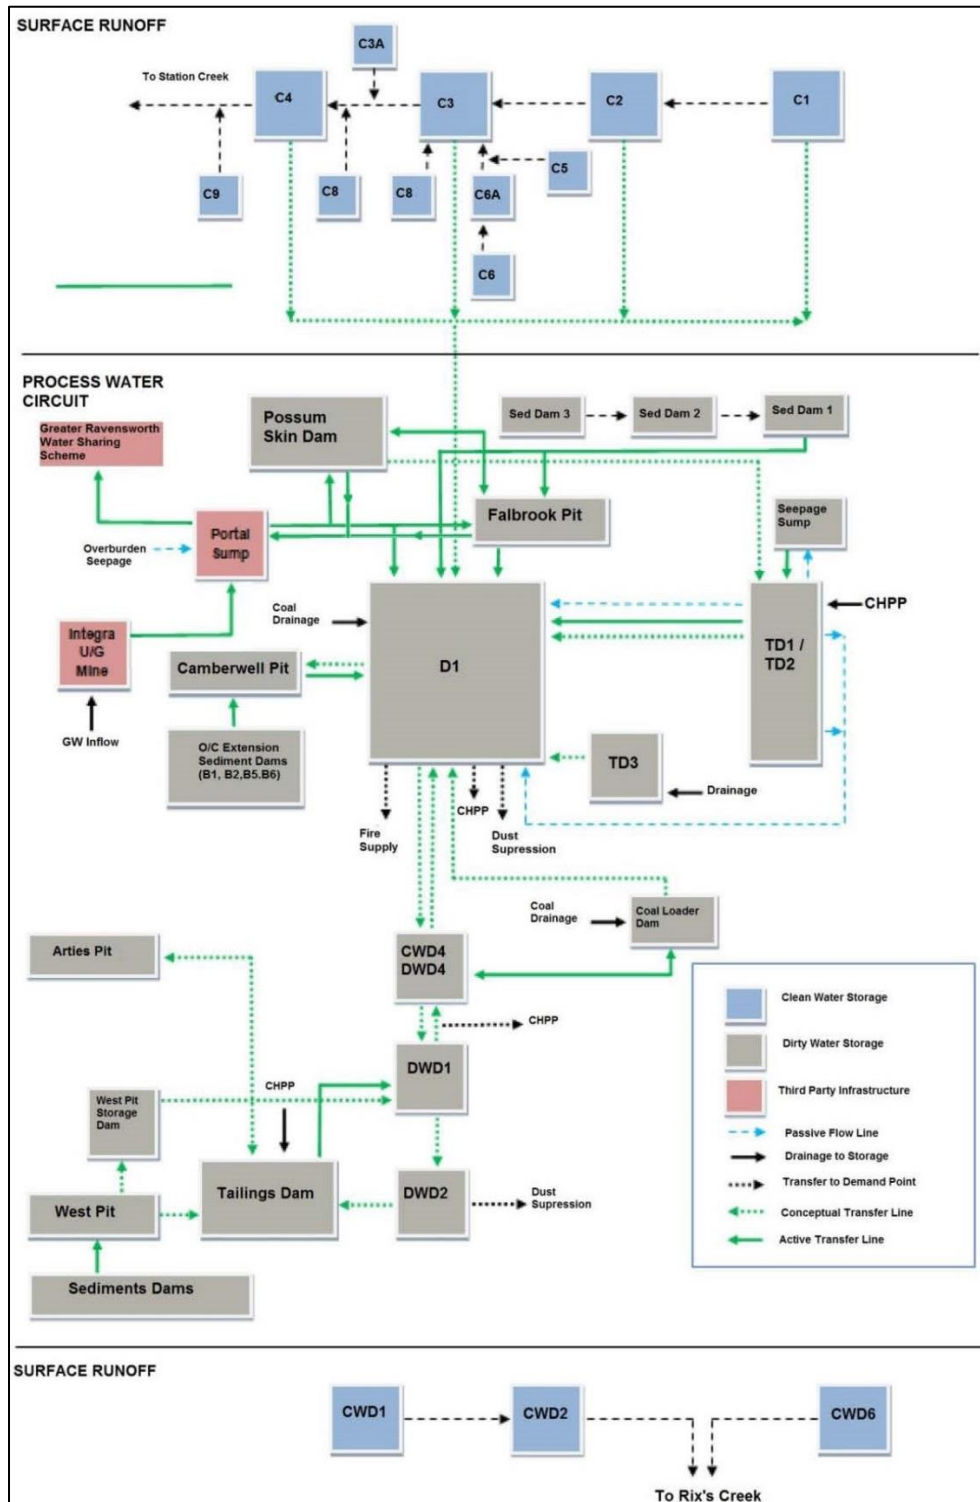 SURFACE RUNOFF
C3A
To Station Creek
C4
C3
C2
C1
C9
C8
C8
C6A
C5
C6
PROCESS WATER
CIRCUIT
Greater Ravensworth
Water Sharing
Scheme
Possum
Skin Dam
Sed Dam 3
Sed Dam 2
Sed Dam 1
Portal
Sump
Falbrook Pit
Seepage
Sump
Overburden
Seepage
Coal
Drainage
CHPP
Integra
U/G
Mine
Camberwell Pit
D1
TD1 /
TD2
GW Inflow
O/C Extension
Sediment Dams
(B1, B2,B5.B6)
TD3
Drainage
Fire
Supply
CHPP
Dust
Supression
Coal
Drainage
Coal Loader
Dam
Arties Pit
CWD4
DWD4
CHPP
DWD1
CHPP
West Pit
Storage
Dam
Tailings Dam
DWD2
Dust
Supression
West Pit
Sediments Dams
Clean Water Storage
Dirty Water Storage
Third Party Infrastructure
Passive Flow Line
Drainage to Storage
Transfer to Demand Point
Conceptual Transfer Line
Active Transfer Line
SURFACE RUNOFF
CWD1
CWD2
CWD6
To Rix's Creek